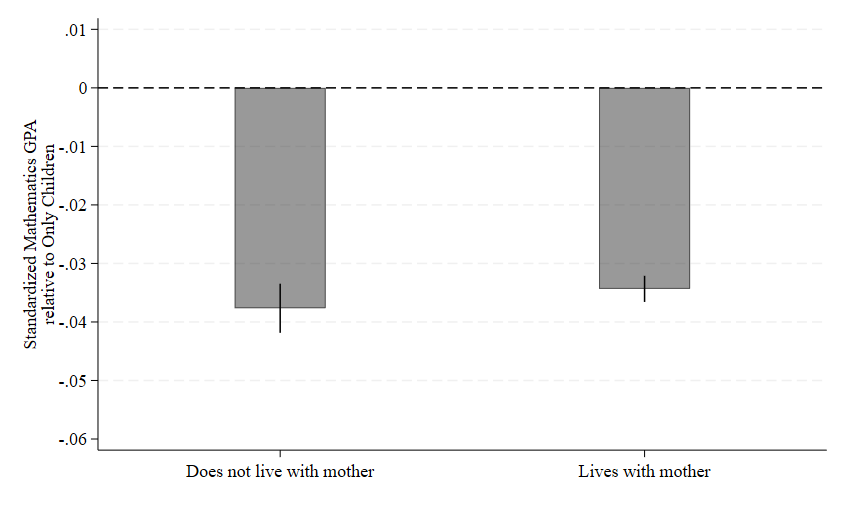 Standardized Mathematics GPA
relative to Only Children
.01
0
-.01
-.02
-.03
-.04
-.05
-.06
Does not live with mother
Lives with mother